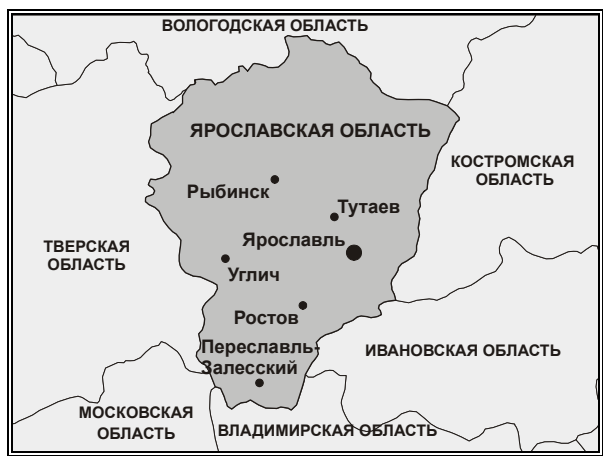 ВОЛОГОДСКАЯ ОБЛАСТЬ
ЯРОСЛАВСКАЯ ОБЛАСТЬ
КОСТРОМСКАЯ
ОБЛАСТЬ
Рыбинск
Тутаев
Ярославль
ТВЕРСКАЯ
ОБЛАСТЬ
Углич
Ростов
Переславль-
Залесский
ИВАНОВСКАЯ ОБЛАСТЬ
МОСКОВСКАЯ
ОБЛАСТЬ
ВЛАДИМИРСКАЯ ОБЛАСТЬ